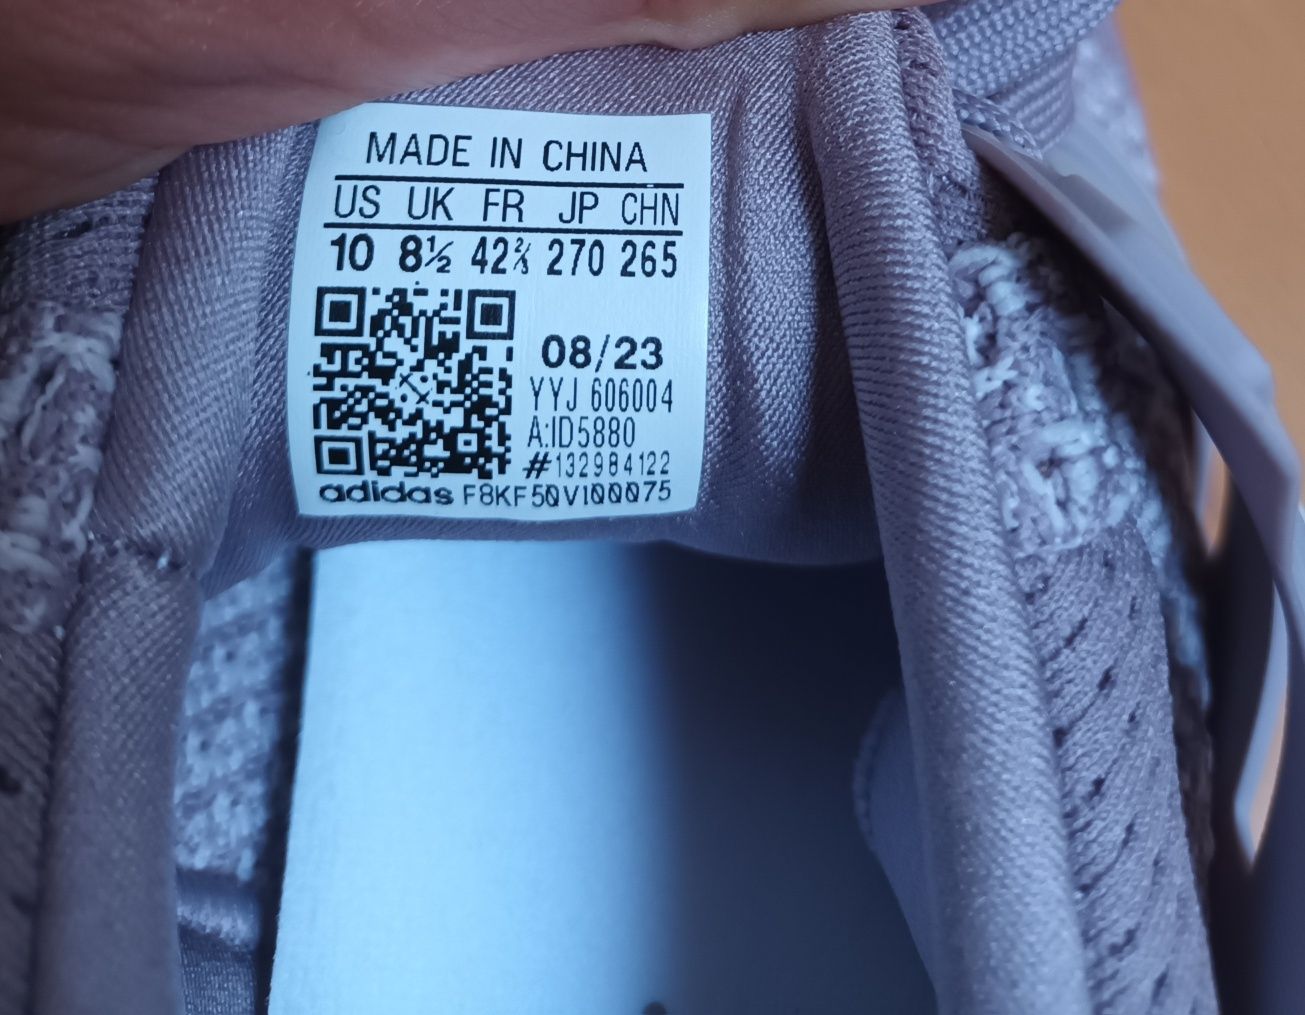 MADE IN CHINA
US UK FR JP CHN
10 8½ 42⅔ 270 265
08/23
YYJ 606004
A:ID5880
#132984122
adidas F8KF50V100075